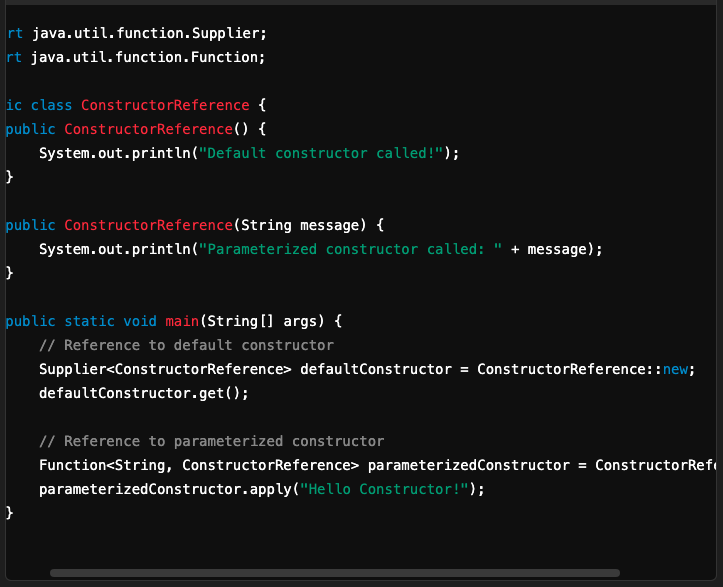 rt java.util.function.Supplier;
rt java.util.function.Function;
ic class ConstructorReference {
public ConstructorReference() {
System.out.println("Default constructor called!");
}
public ConstructorReference(String message) {
System.out.println("Parameterized constructor called: " + message);
}
public static void main(String[] args) {
// Reference to default constructor
Supplier<ConstructorReference> defaultConstructor = ConstructorReference::new;
defaultConstructor.get();
// Reference to parameterized constructor
Function<String, ConstructorReference> parameterizedConstructor = ConstructorRef
parameterizedConstructor.apply("Hello Constructor!");
}